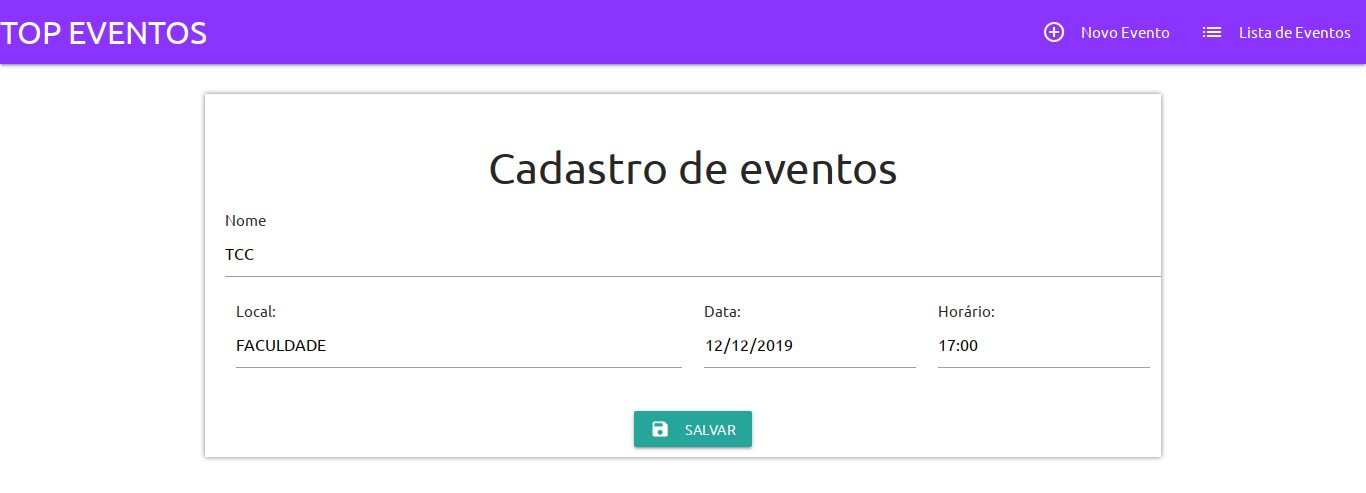 TOP EVENTOS
Novo Evento
Lista de Eventos
Cadastro de eventos
Nome
TCC
Local:
Data:
Horário:
FACULDADE
12/12/2019
17:00
SALVAR